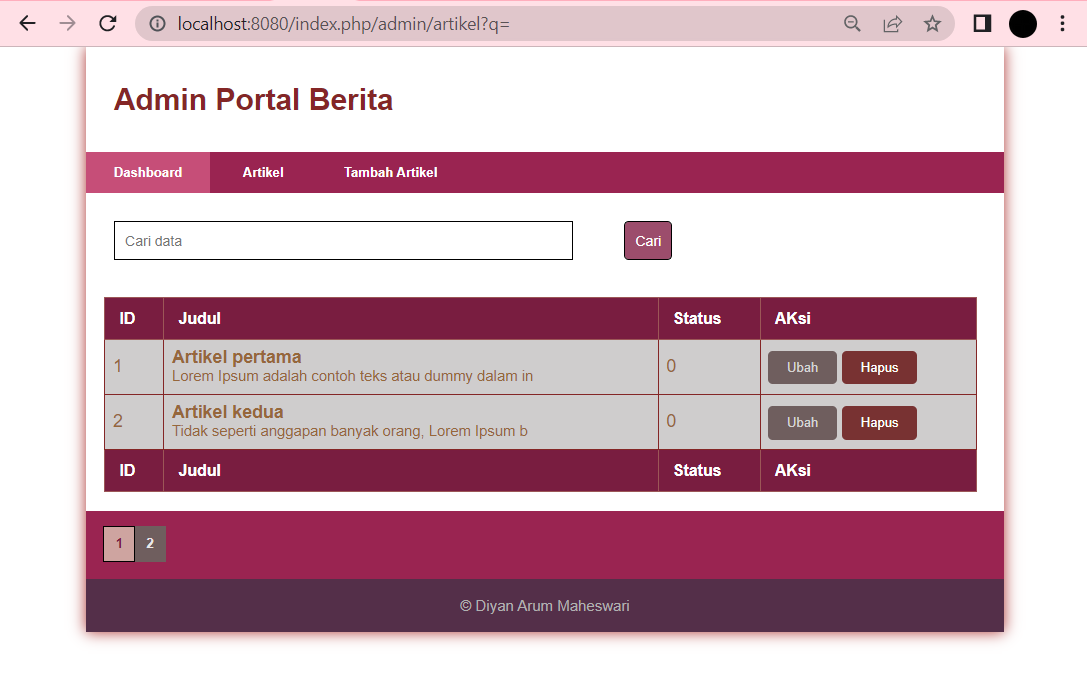 localhost:8080/index.php/admin/artikel?q=
Admin Portal Berita
Dashboard Artikel Tambah Artikel
Cari data Cari
ID Judul Status AKsi
1 Artikel pertama 0 Ubah Hapus
Lorem Ipsum adalah contoh teks atau dummy dalam in
2 Artikel kedua 0 Ubah Hapus
Tidak seperti anggapan banyak orang, Lorem Ipsum b
ID Judul Status AKsi
1 2
© Diyan Arum Maheswari